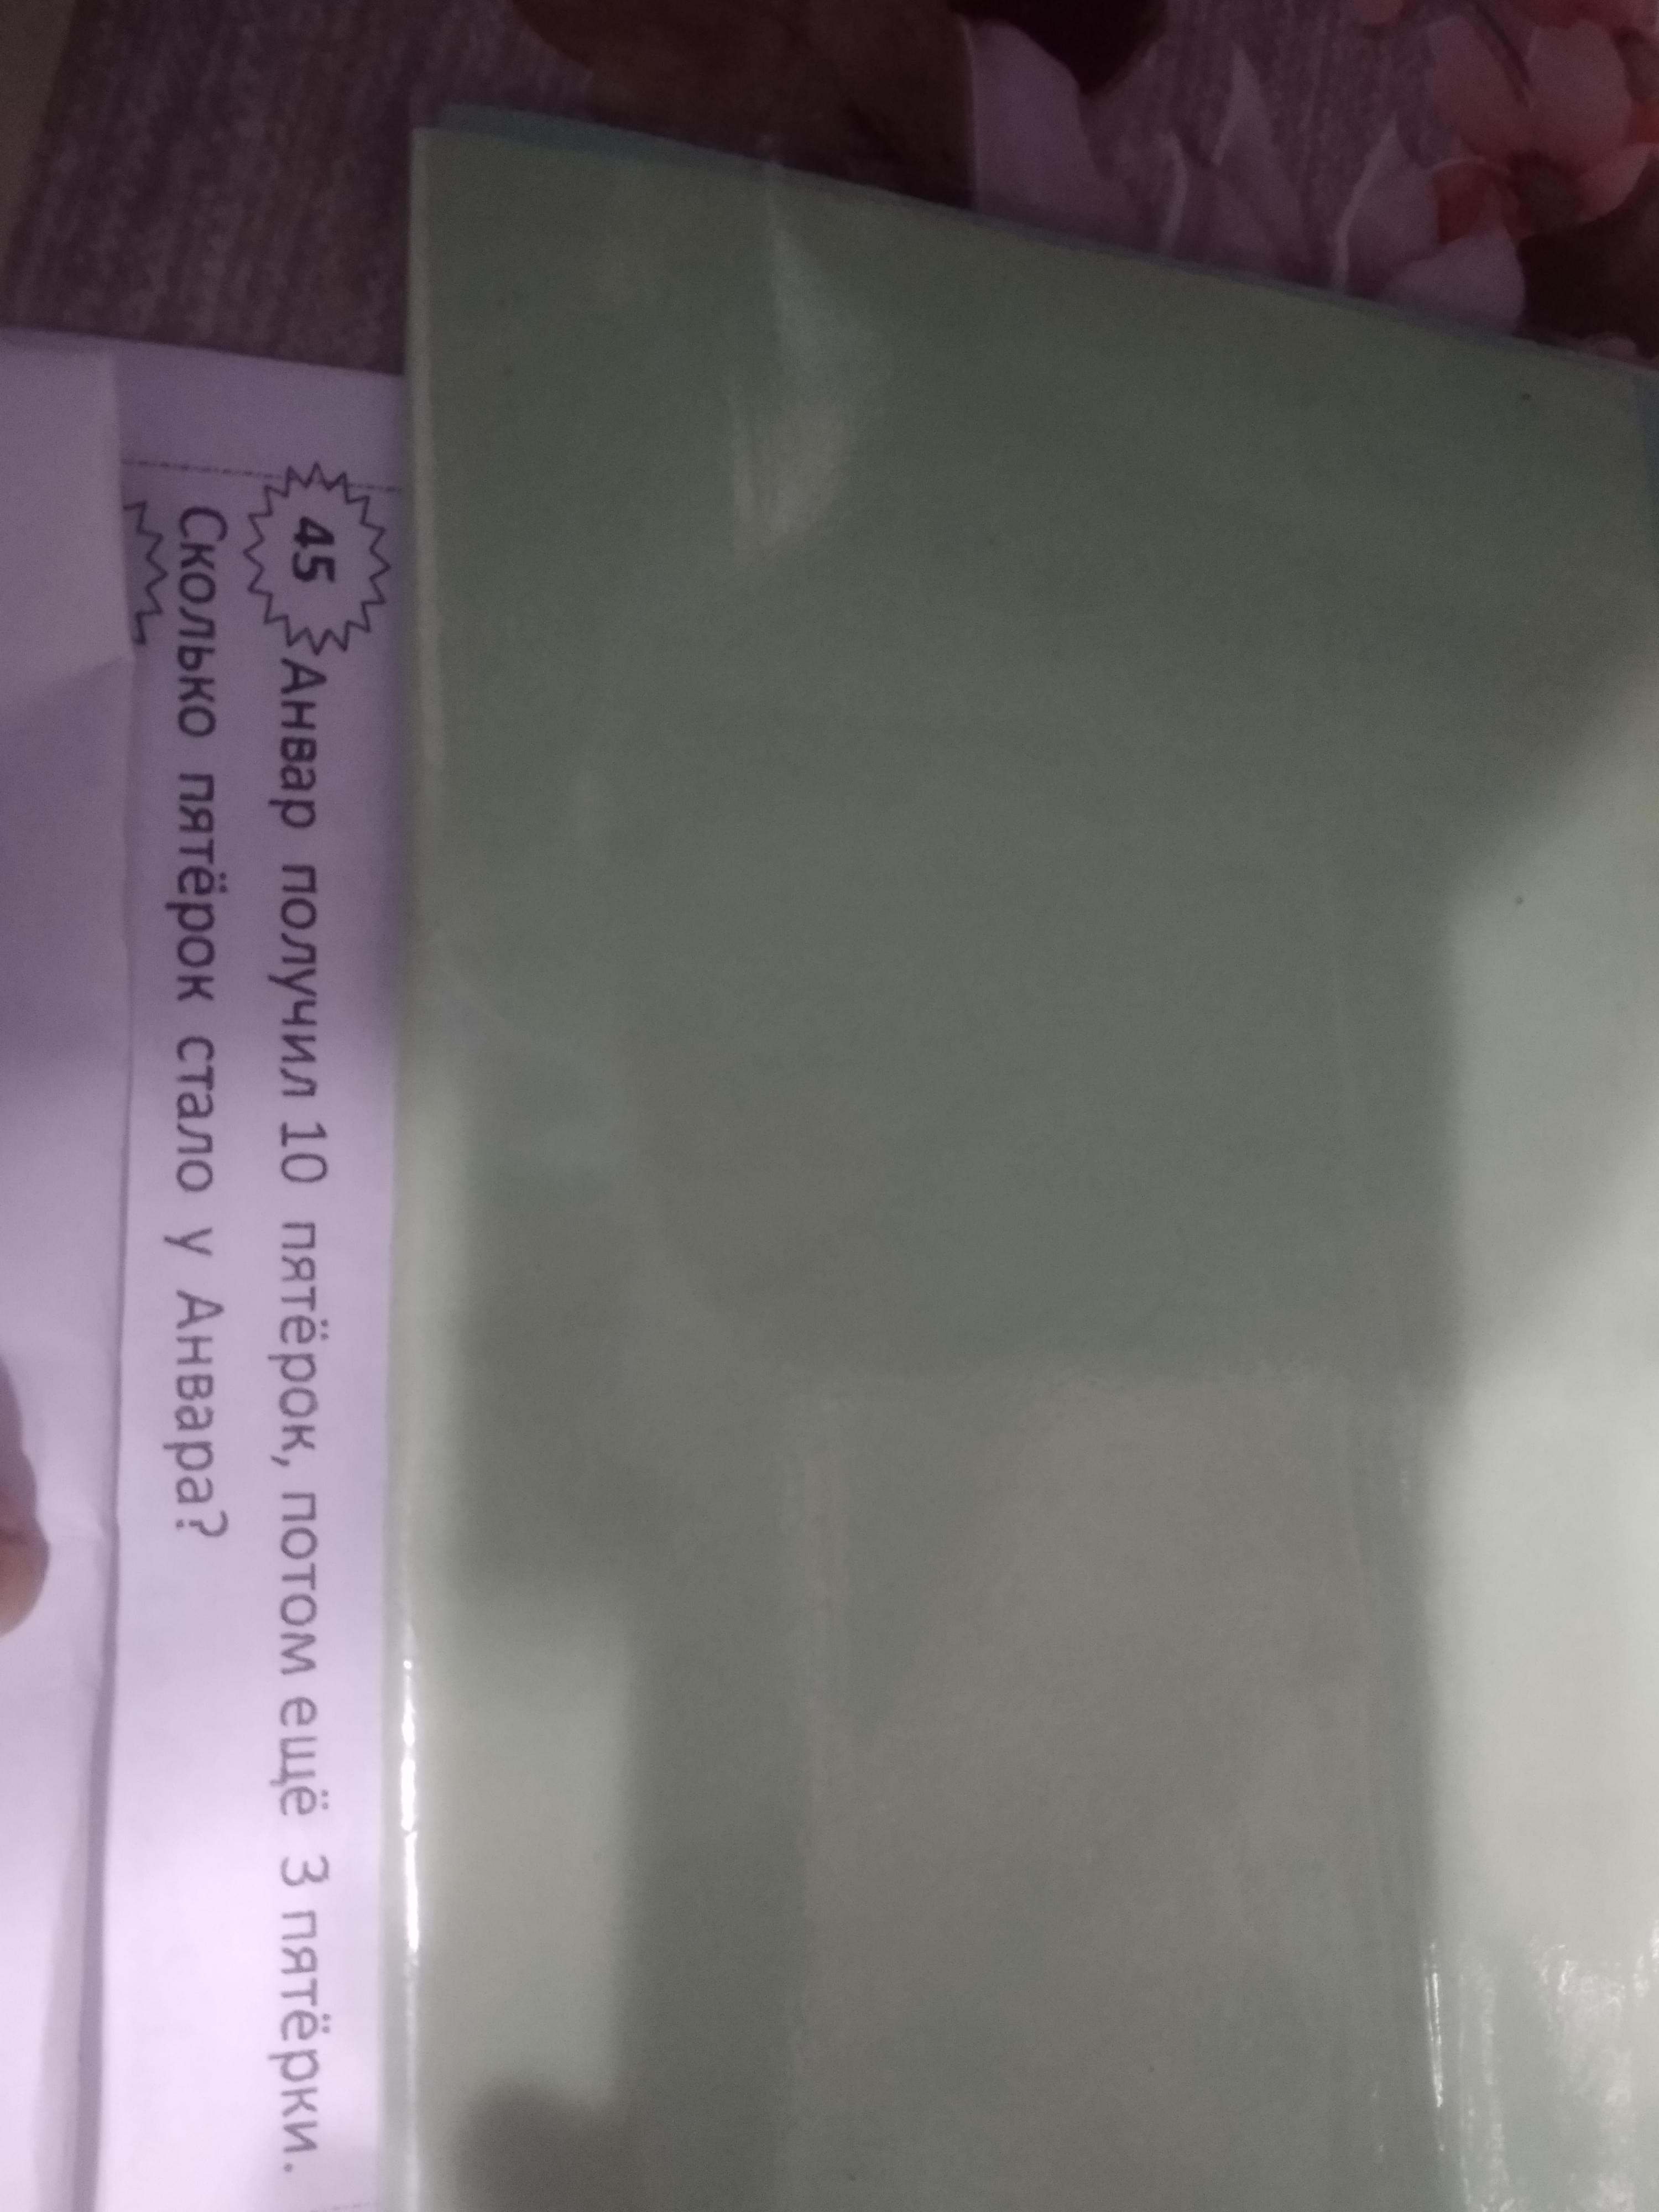 45 Анвар получил 10 пятёрок, потом ещё 3 пятёрки.
Сколько пятёрок стало у Анвара?